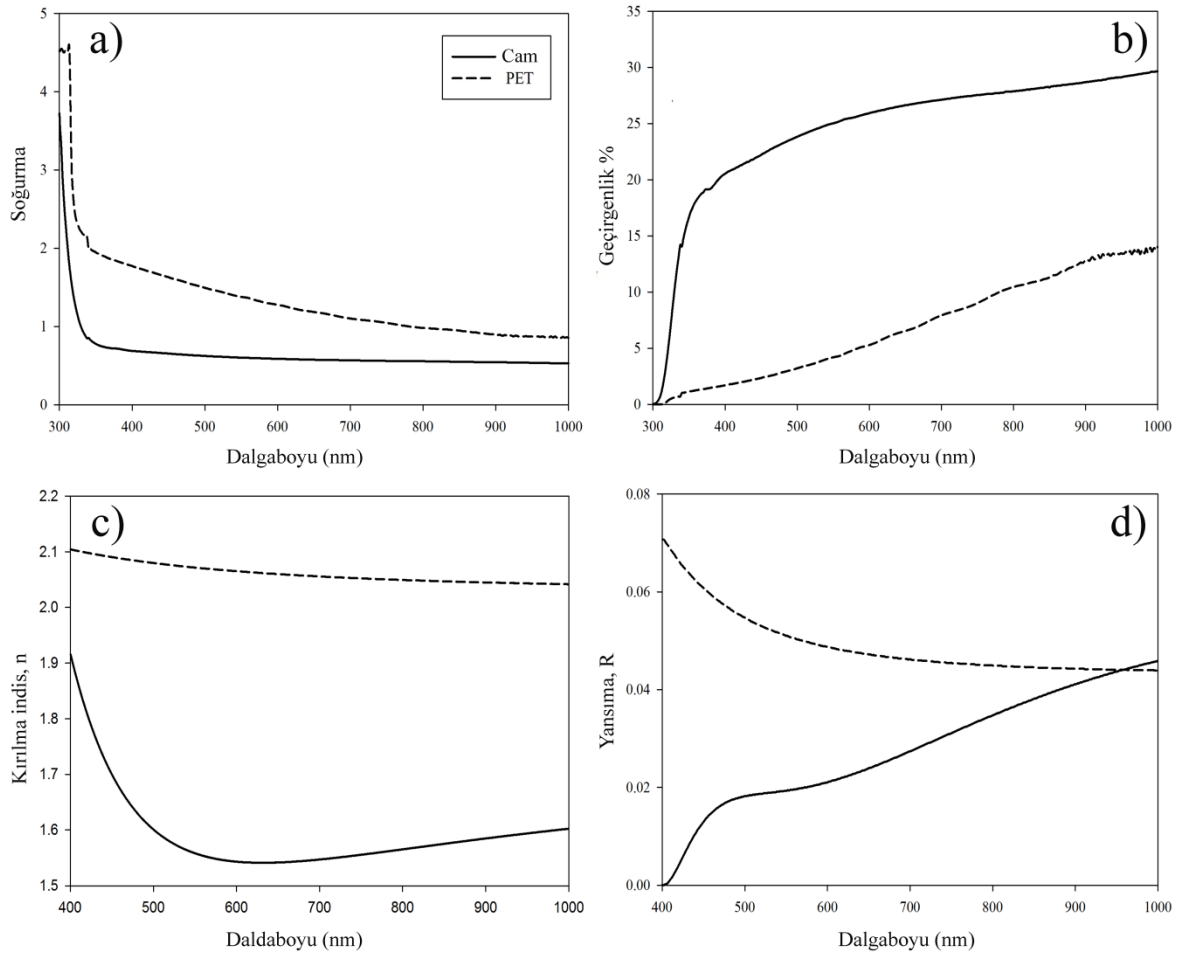 a)
Cam
PET
Soğurma
5
4
3
2
1
0
300 400 500 600 700 800 900 1000
Dalgaboyu (nm)
b)
Geçirgenlik %
35
30
25
20
15
10
5
0
300 400 500 600 700 800 900 1000
Dalgaboyu (nm)
c)
Kırılma indis, n
2.2
2.1
2.0
1.9
1.8
1.7
1.6
1.5
400 500 600 700 800 900 1000
Daldaboyu (nm)
d)
Yansıma, R
0.08
0.06
0.04
0.02
0.00
400 500 600 700 800 900 1000
Dalgaboyu (nm)